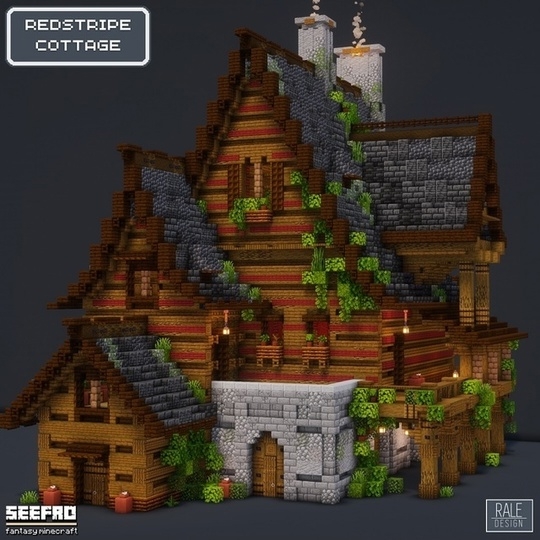 REDSTRIPE
COTTAGE
SEEFRO
fantasy minecraft
RALE
DESIGN